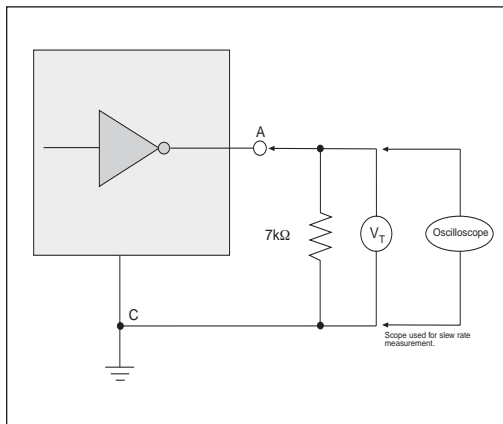 A
7kΩ
VT
Oscilloscope
C
Scope used for slew rate
measurement.